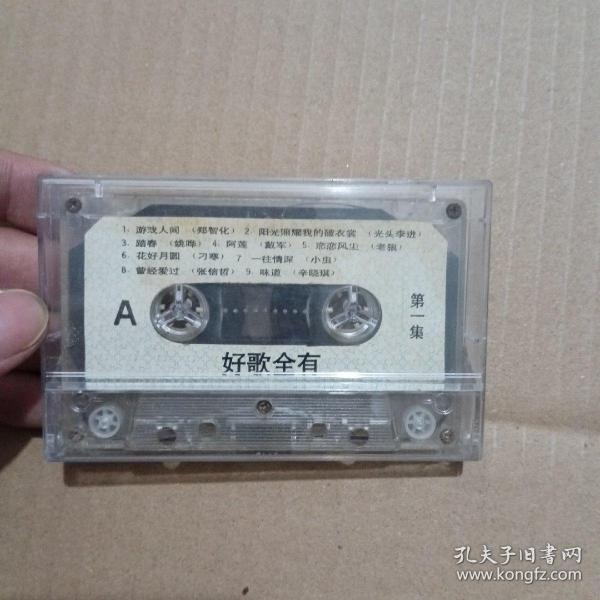 1. 游戏人间 （郑智化） 2. 阳光照耀我的破衣裳 （光头李进）
3. 踏春 （姚晔） 4. 阿莲 （戴军） 5. 恋恋风尘 （老狼）
6. 花好月圆 （刁寒） 7 一往情深 （小虫）
8. 曾经爱过 （张信哲） 9. 味道 （辛晓琪）
A
第一集
好歌全有
孔夫子旧書网
www.kongfz.com